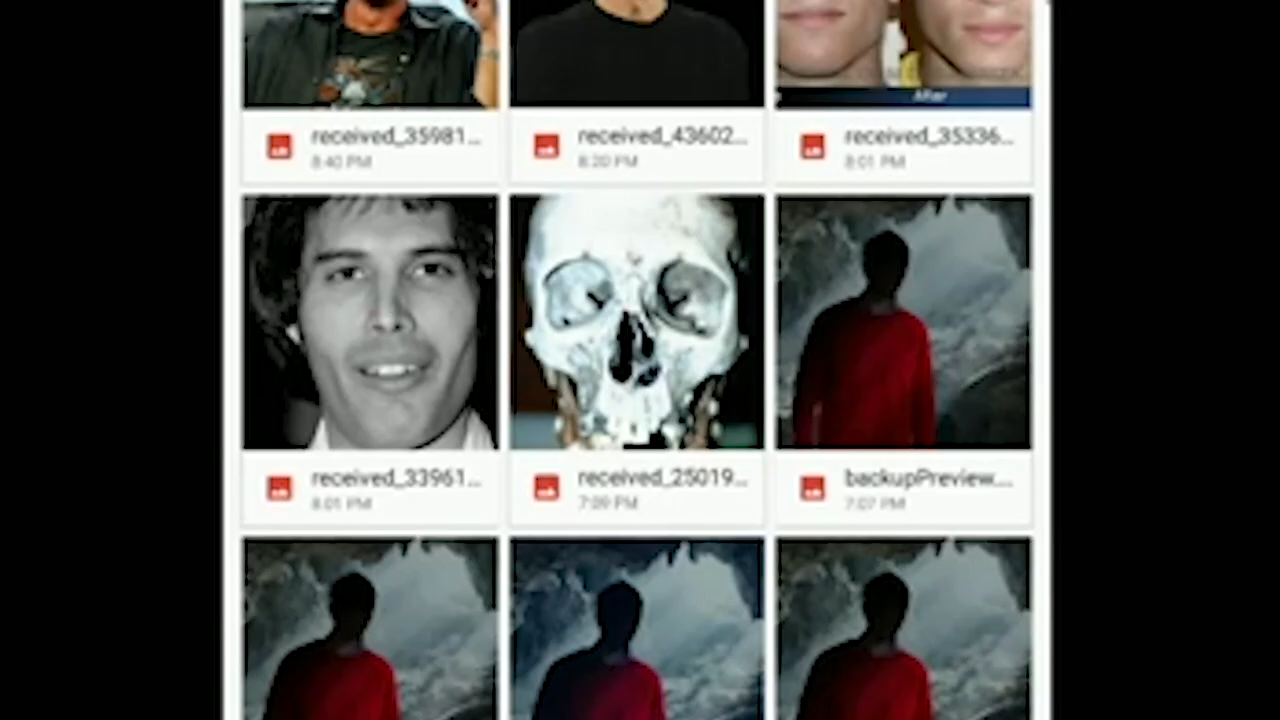 After
received_35981...
8:40 PM
received_43602...
8:20 PM
received_35336...
8:01 PM
received_33961...
8:01 PM
received_25019...
7:09 PM
backupPreview....
7:07 PM